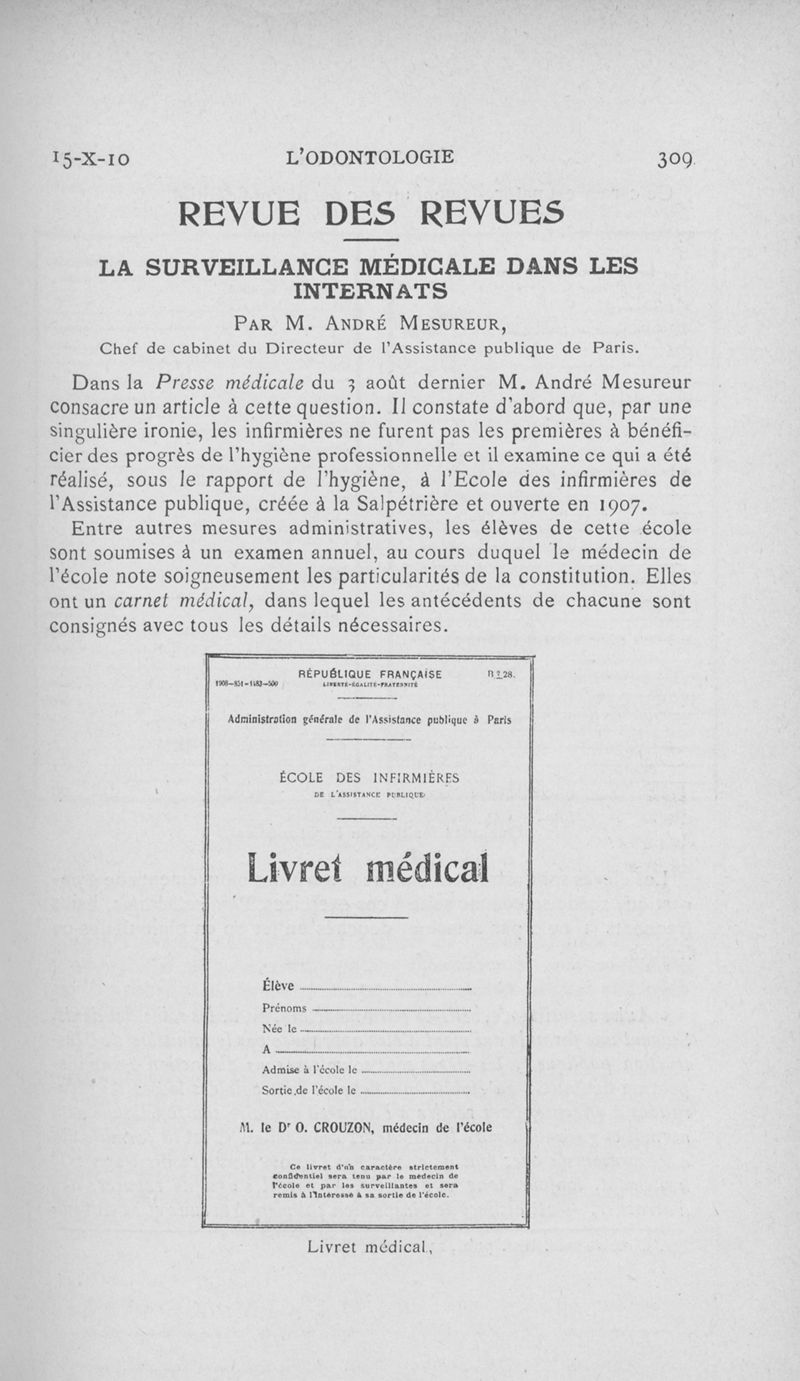 15-X-10 L'ODONTOLOGIE 309
REVUE DES REVUES
LA SURVEILLANCE MÉDICALE DANS LES
INTERNATS
PAR M. ANDRÉ MESUREUR,
Chef de cabinet du Directeur de l'Assistance publique de Paris.
Dans la Presse médicale du 3 août dernier M. André Mesureur
consacre un article à cette question. Il constate d'abord que, par une
singulière ironie, les infirmières ne furent pas les premières à bénéfi-
cier des progrès de l'hygiène professionnelle et il examine ce qui a été
réalisé, sous le rapport de l'hygiène, à l'Ecole des infirmières de
l'Assistance publique, créée à la Salpétrière et ouverte en 1907.
Entre autres mesures administratives, les élèves de cette école
sont soumises à un examen annuel, au cours duquel le médecin de
l'école note soigneusement les particularités de la constitution. Elles
ont un carnet médical, dans lequel les antécédents de chacune sont
consignés avec tous les détails nécessaires.
RÉPUBLIQUE FRANÇAISE
LIBERTÉ-ÉGALITÉ-FRATERNITÉ
Administration générale de l'Assistance publique à Paris
ÉCOLE DES INFIRMIÈRES
DE L'ASSISTANCE PUBLIQUE
Livret médical
Élève
Prénoms
Née le
A
Admise à l'école le
Sortie de l'école le
M. le Dr O. CROUZON, médecin de l'école
Ce livret d'un caractère strictement
confidentiel sera tenu par le médecin de
l'école et par les surveillantes et sera
remis à l'intéressé à sa sortie de l'école.
Livret médical,